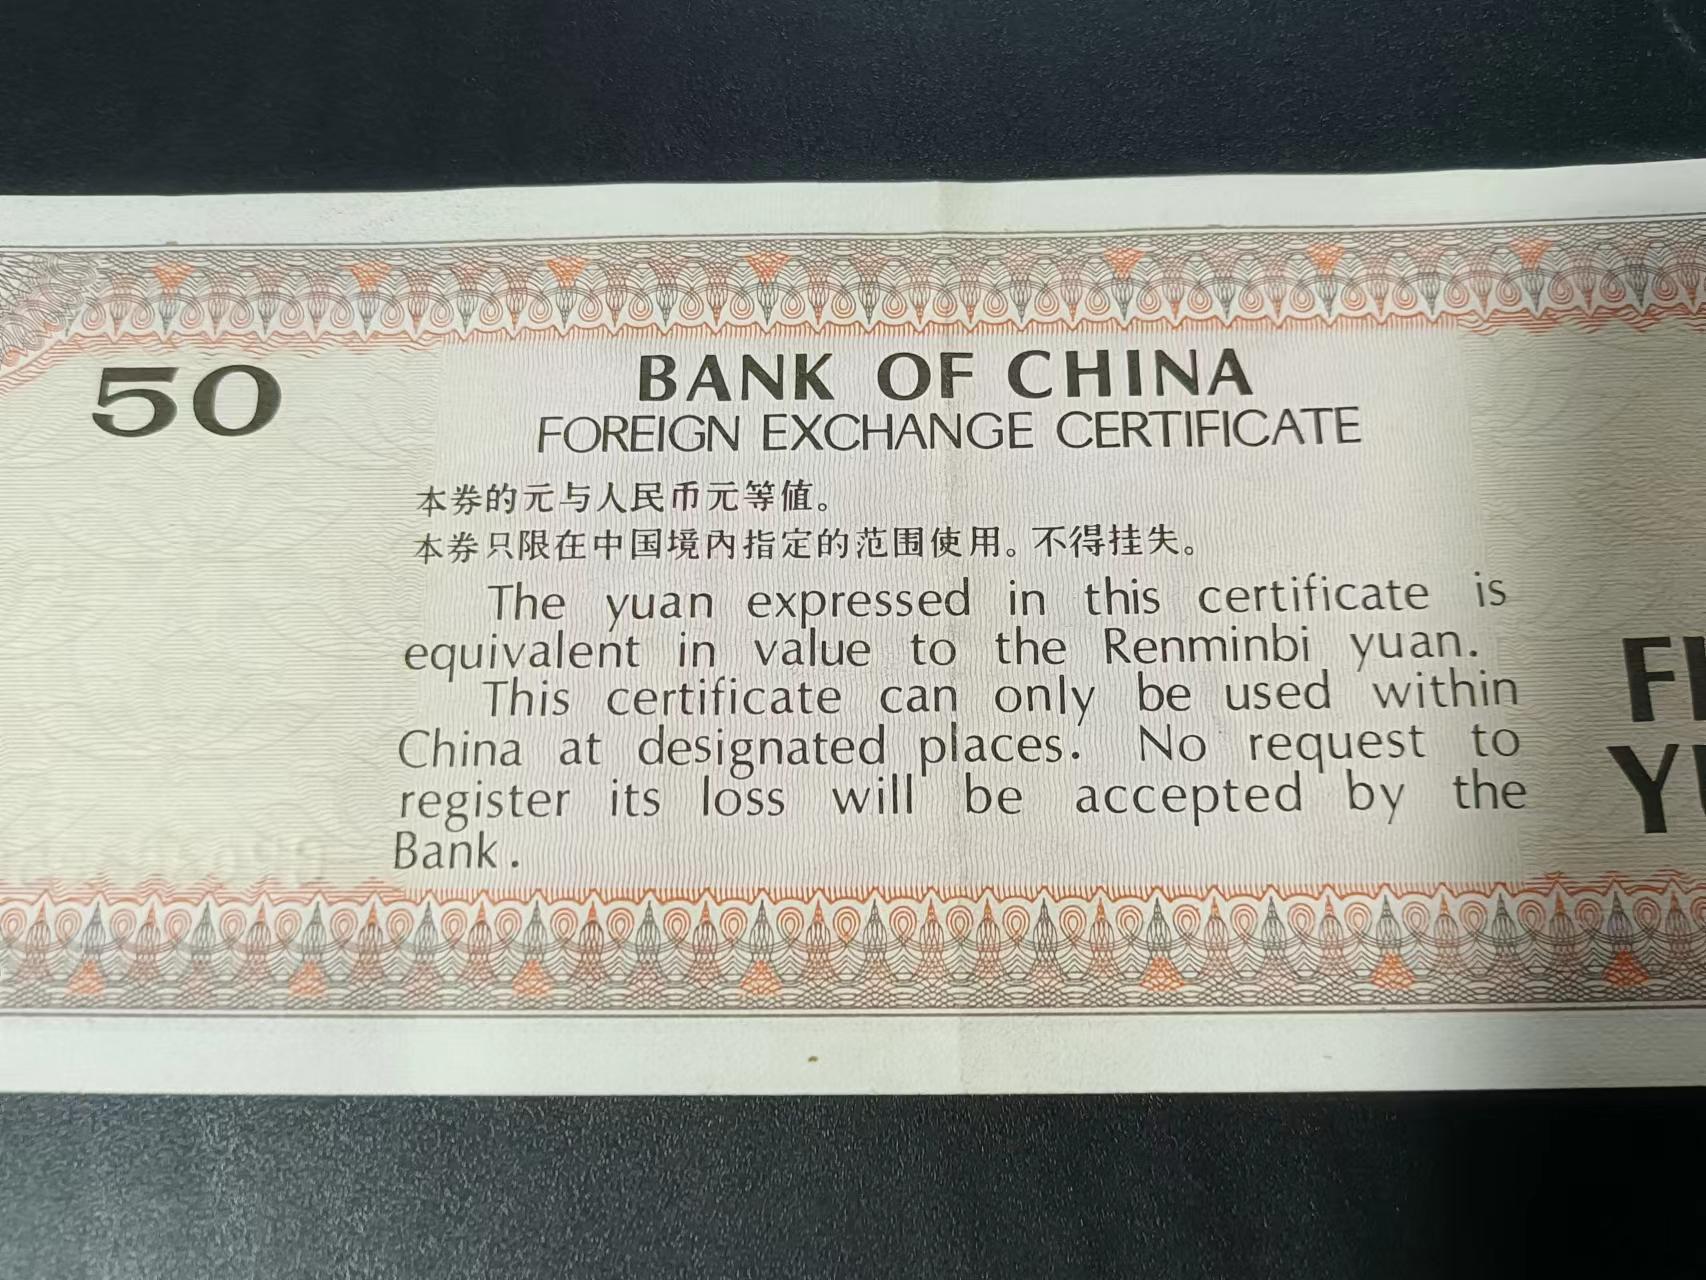 50
BANK OF CHINA
FOREIGN EXCHANGE CERTIFICATE
本券的元与人民币元等值。
本券只限在中国境内指定的范围使用。不得挂失。
The yuan expressed in this certificate is
equivalent in value to the Renminbi yuan.
This certificate can only be used within
China at designated places. No request to
register its loss will be accepted by the
Bank.